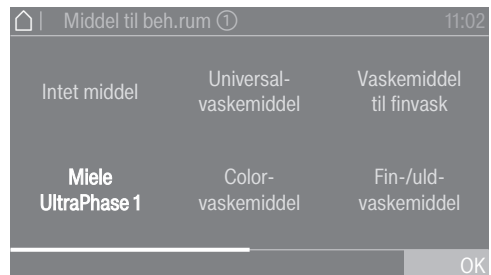 Middel til beh.rum ① 11:02
Intet middel
Universal-
vaskemiddel
Vaskemiddel
til finvask
Miele
UltraPhase 1
Color-
vaskemiddel
Fin-/uld-
vaskemiddel
OK